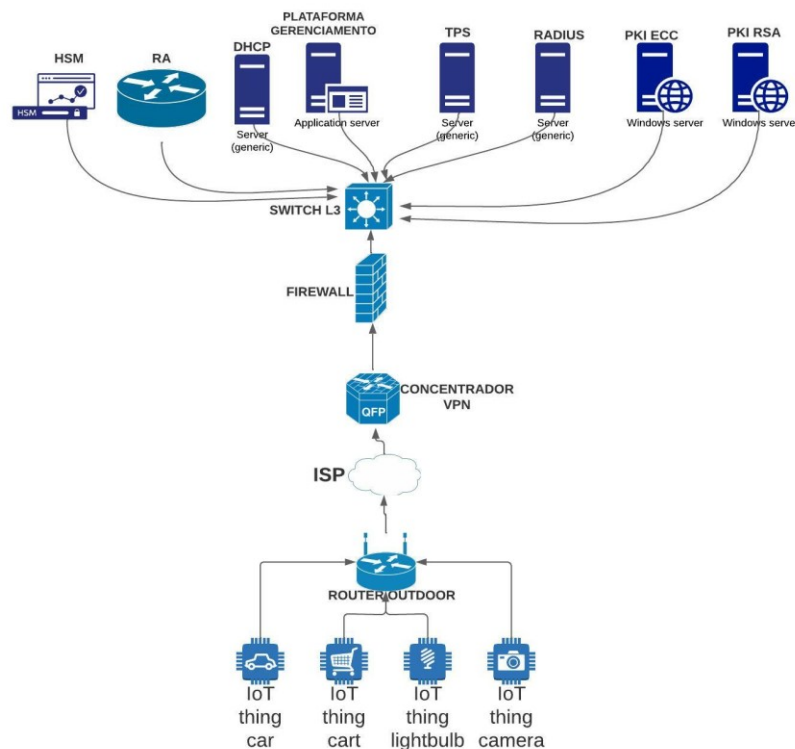 HSM
RA
DHCP
PLATAFORMA
GERENCIAMENTO
TPS
RADIUS
PKI ECC
PKI RSA
HSM
Server
(generic)
Application server
Server
(generic)
Server
(generic)
Windows server
Windows server
SWITCH L3
FIREWALL
CONCENTRADOR
VPN
QFP
ISP
ROUTER OUTDOOR
IoT
thing
car
IoT
thing
cart
IoT
thing
lightbulb
IoT
thing
camera